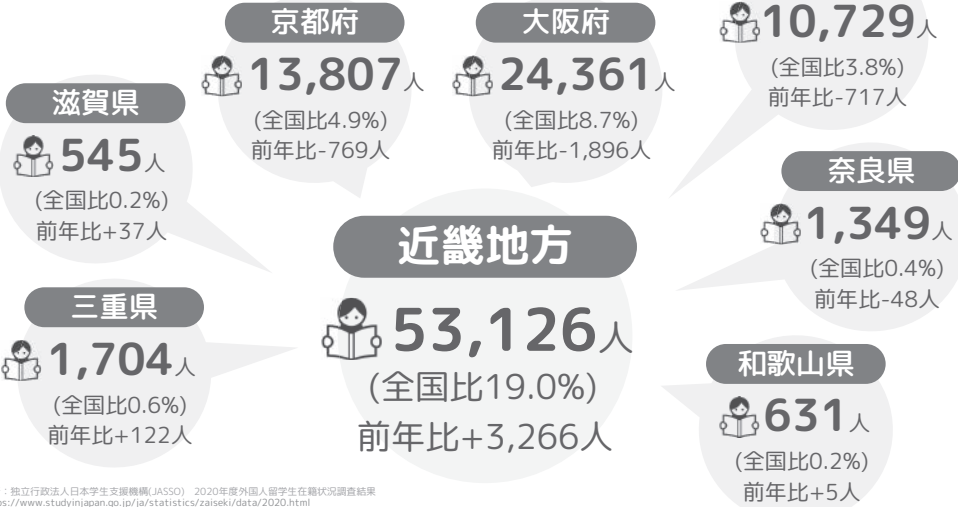 京都府
13,807人
(全国比4.9%)
前年比-769人
大阪府
24,361人
(全国比8.7%)
前年比-1,896人
10,729人
(全国比3.8%)
前年比-717人
滋賀県
545人
(全国比0.2%)
前年比+37人
奈良県
1,349人
(全国比0.4%)
前年比-48人
近畿地方
53,126人
(全国比19.0%)
前年比+3,266人
三重県
1,704人
(全国比0.6%)
前年比+122人
和歌山県
631人
(全国比0.2%)
前年比+5人
:独立行政法人日本学生支援機構(JASSO) 2020年度外国人留学生在籍状況調査結果
ps://www.studyinjapan.go.jp/ja/statistics/zaiseki/data/2020.html